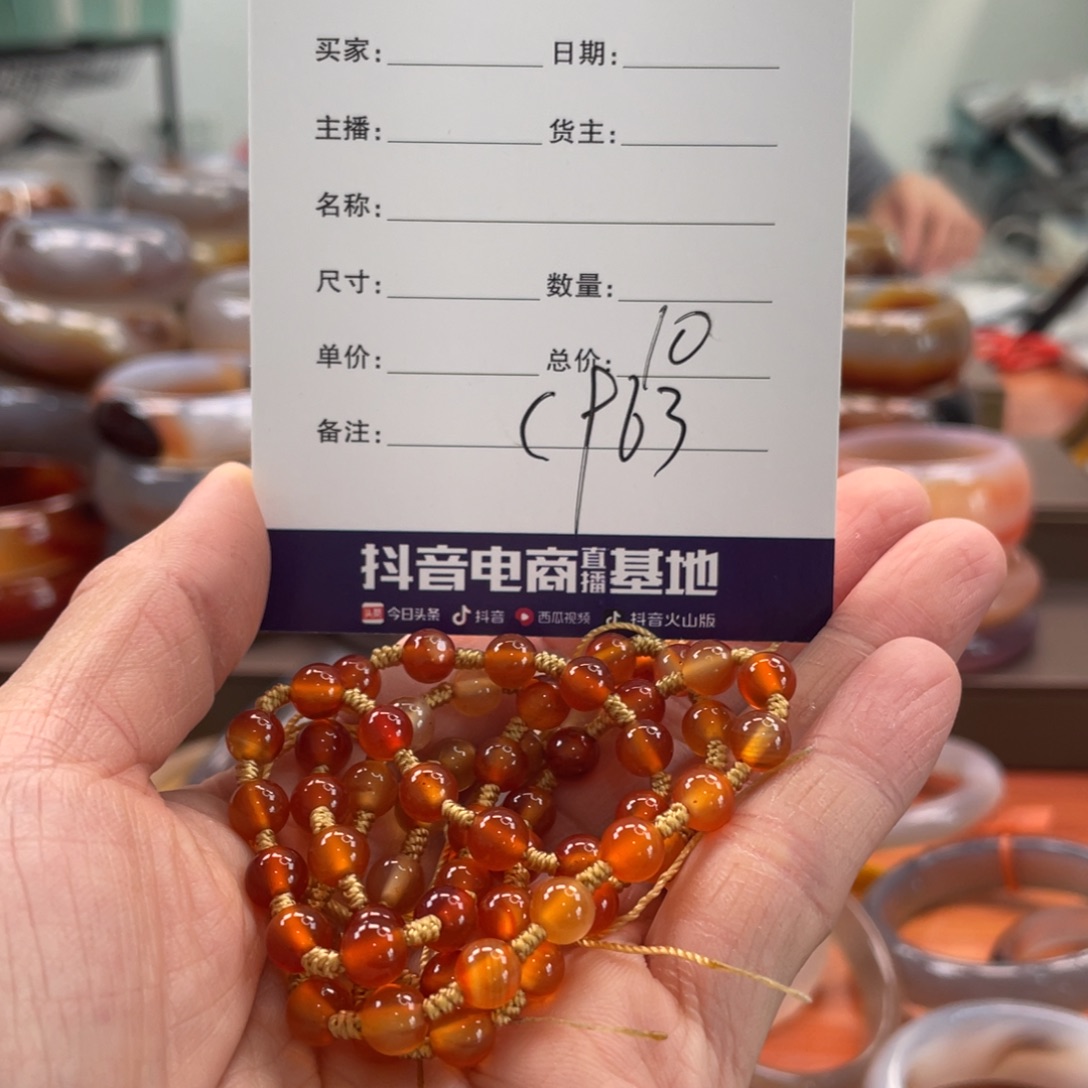 买家: 日期:
主播: 货主:
名称:
尺寸: 数量:
单价: 总价: 10
备注: CP63
抖音电商直播基地
头条 今日头条 抖音 西瓜视频 抖音火山版